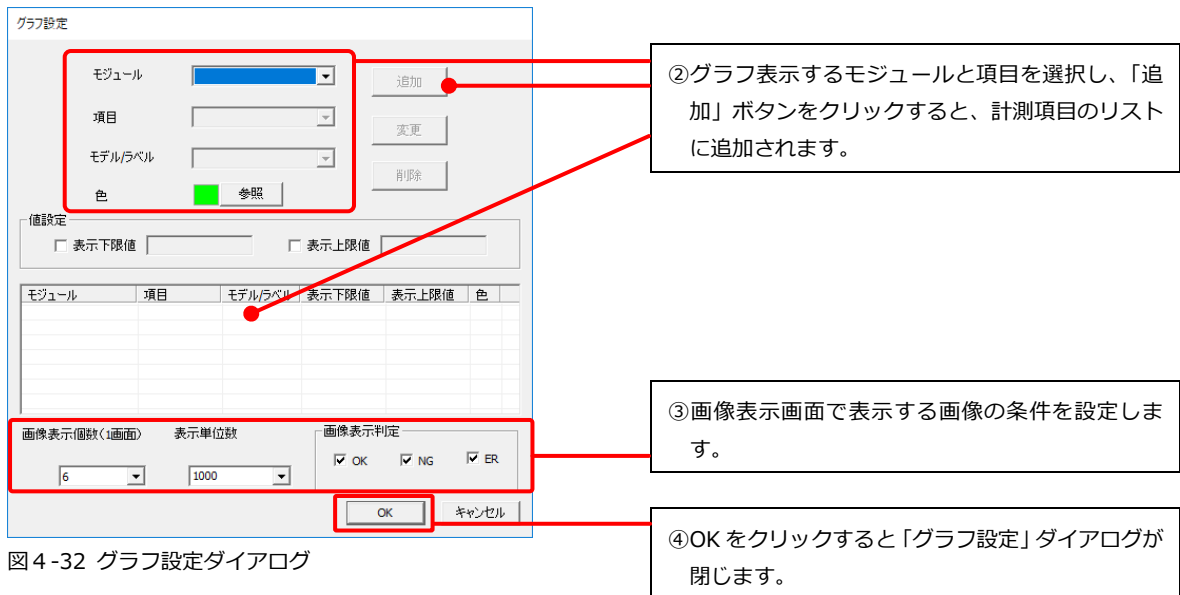 グラフ設定
モジュール
追加
項目
変更
モデル/ラベル
削除
色
参照
値設定
表示下限値
表示上限値
モジュール 項目 モデル/ラベル 表示下限値 表示上限値 色
画像表示個数(1画面) 表示単位数 画像表示判定
6 1000 OK NG ER
OK キャンセル
図4-32 グラフ設定ダイアログ
②グラフ表示するモジュールと項目を選択し、「追
加」ボタンをクリックすると、計測項目のリスト
に追加されます。
③画像表示画面で表示する画像の条件を設定しま
す。
④OK をクリックすると「グラフ設定」ダイアログが
閉じます。